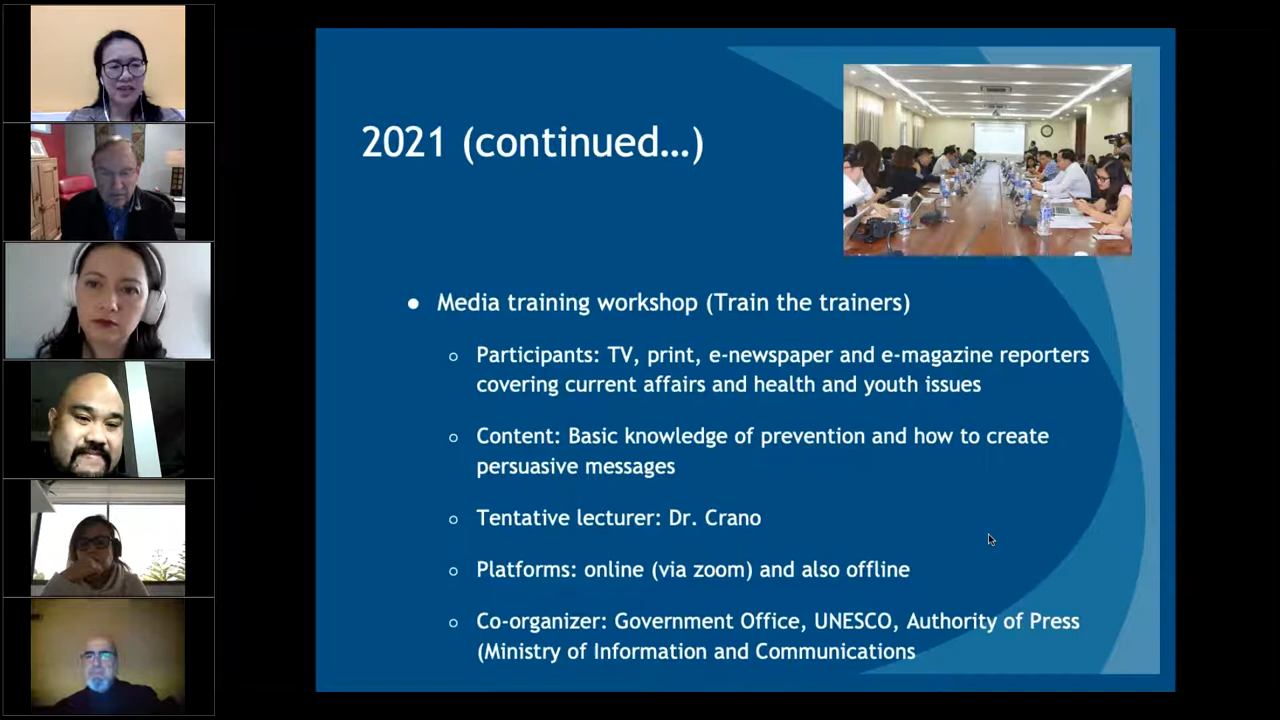 2021 (continued...)
● Media training workshop (Train the trainers)
○ Participants: TV, print, e-newspaper and e-magazine reporters
covering current affairs and health and youth issues
○ Content: Basic knowledge of prevention and how to create
persuasive messages
○ Tentative lecturer: Dr. Crano
○ Platforms: online (via zoom) and also offline
○ Co-organizer: Government Office, UNESCO, Authority of Press
(Ministry of Information and Communications